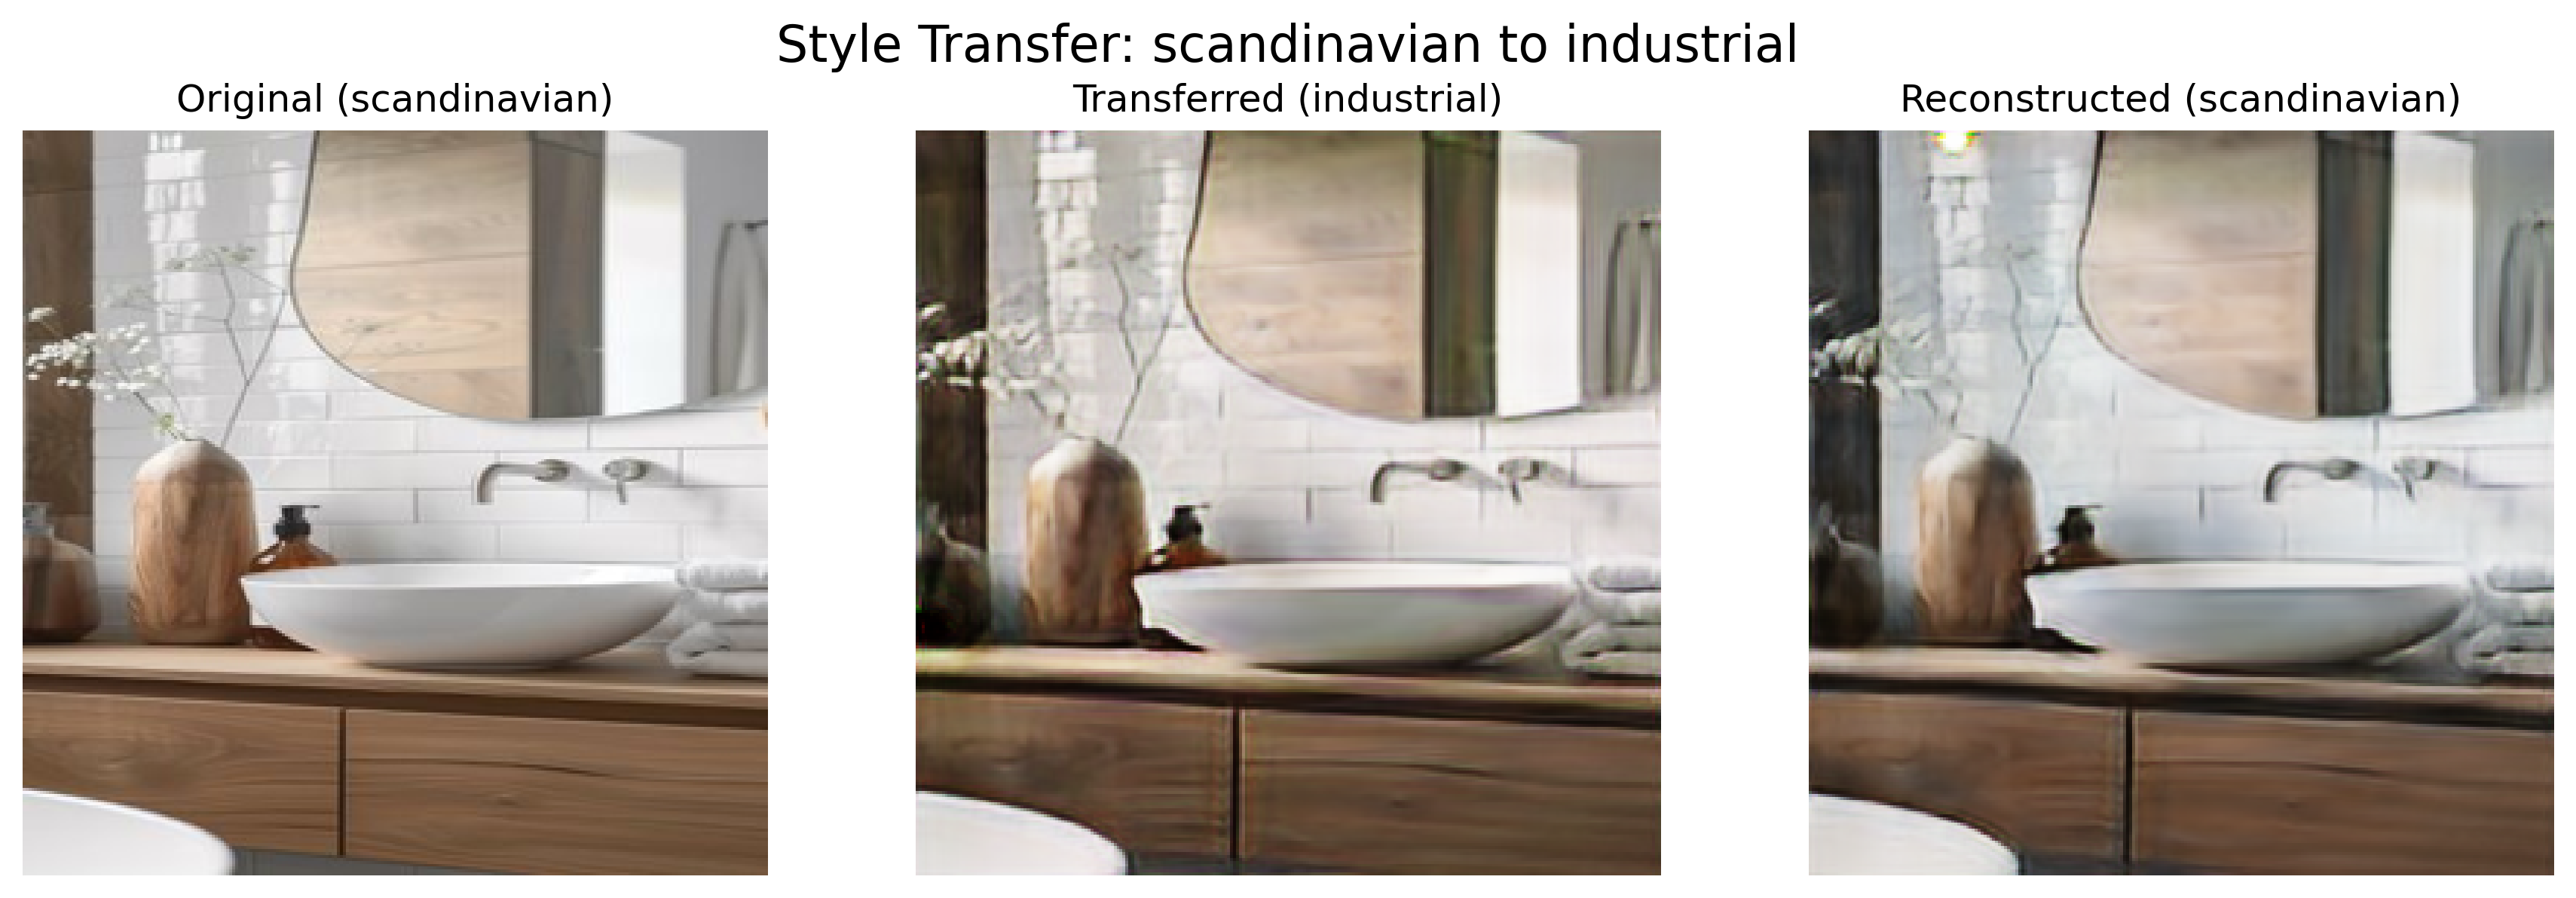 Style Transfer: scandinavian to industrial
Original (scandinavian)
Transferred (industrial)
Reconstructed (scandinavian)